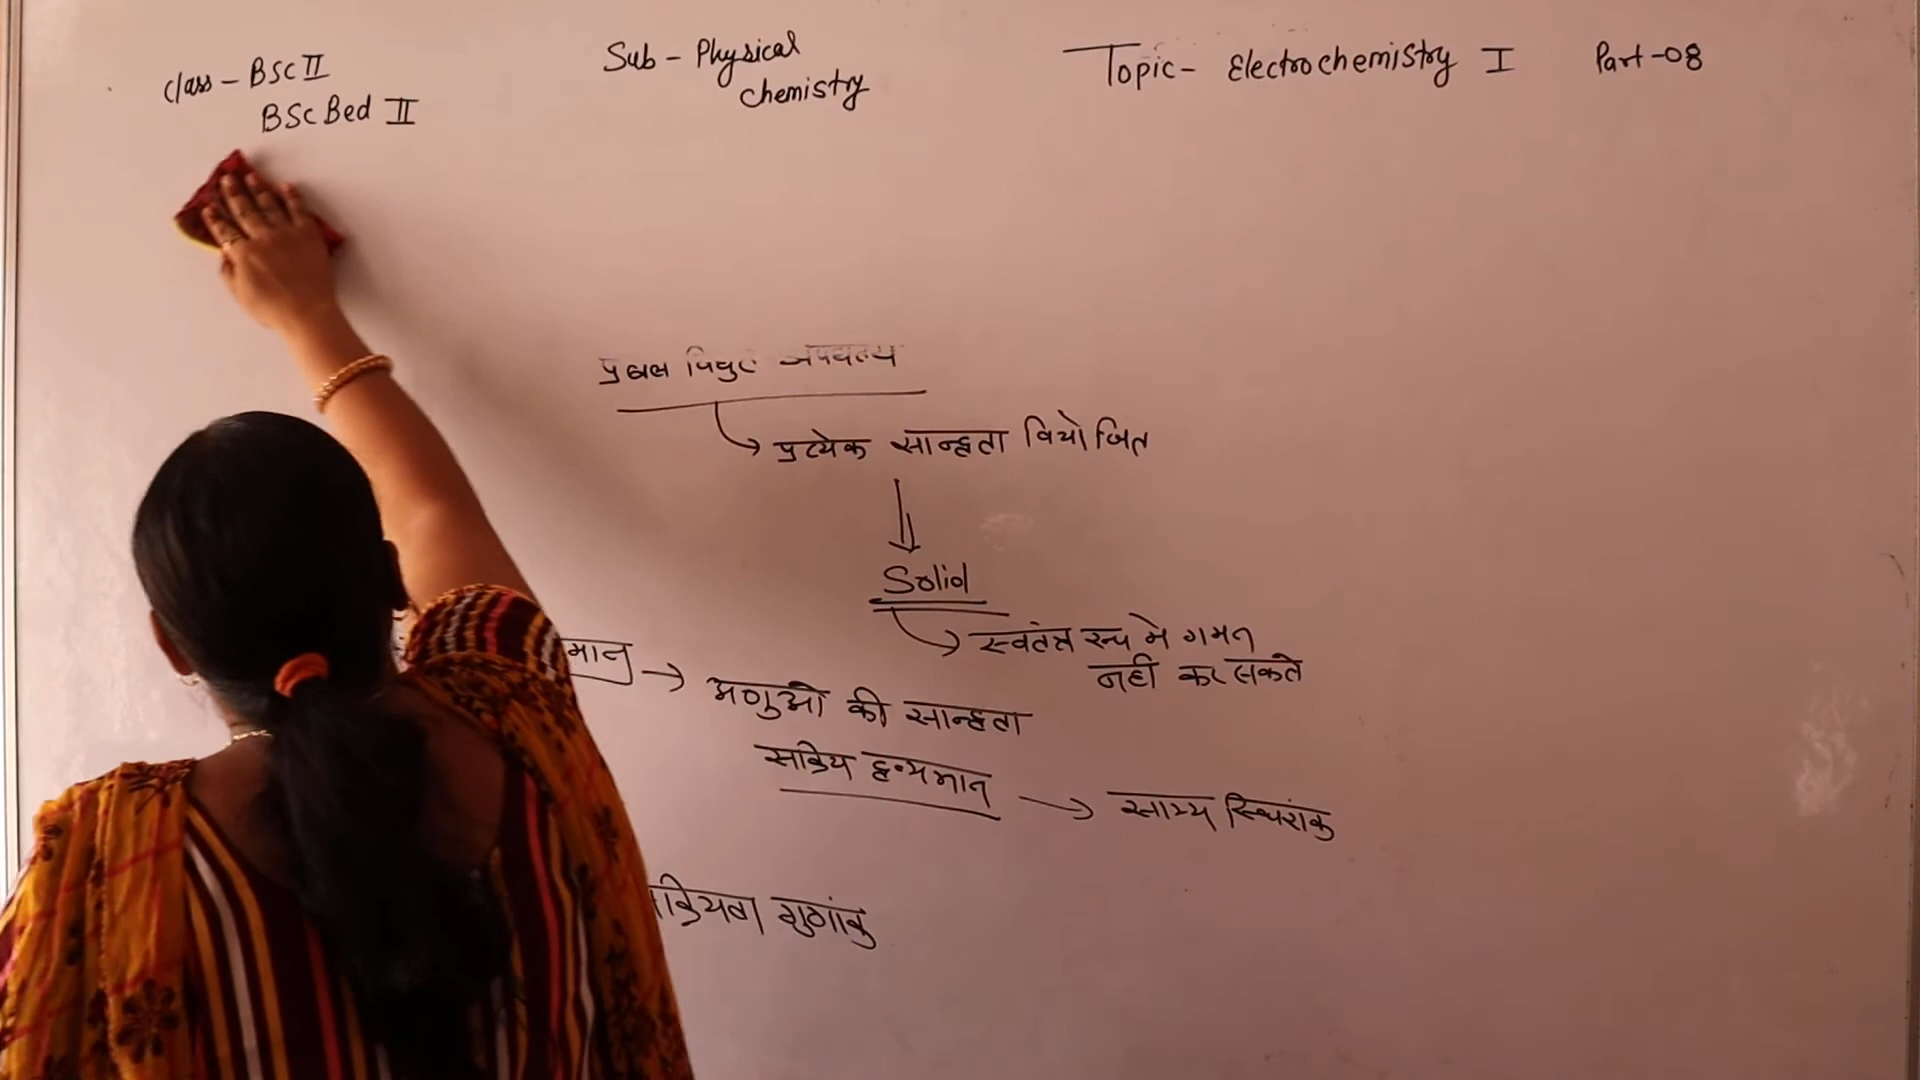 Class - BSc II
BSc Bed II
Sub - Physical
chemistry
Topic - Electrochemistry I Part-08
प्रबल विद्युत अपघट्य
प्रत्येक सान्द्रता वियोजित
Solid
स्वतंत्र रूप मे गमन
नही कर सकते
मान → अणुओ की सान्द्रता
सक्रिय द्रव्यमान → साम्य स्थिरांक
क्रियता गुणांक